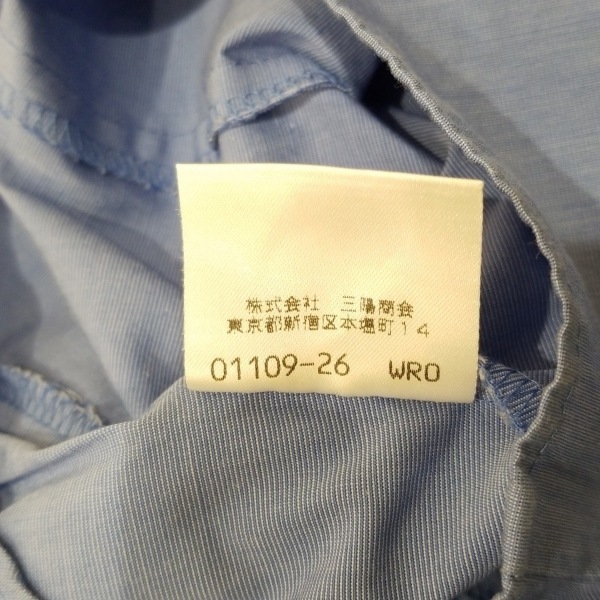 株式会社 三陽商会
東京都新宿区本塩町14
01109-26 WRO